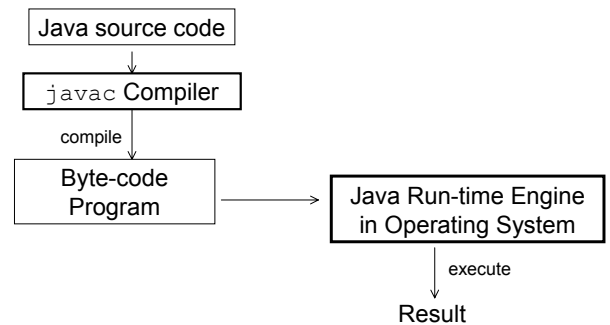 Java source code
javac Compiler
compile
Byte-code
Program
Java Run-time Engine
in Operating System
execute
Result